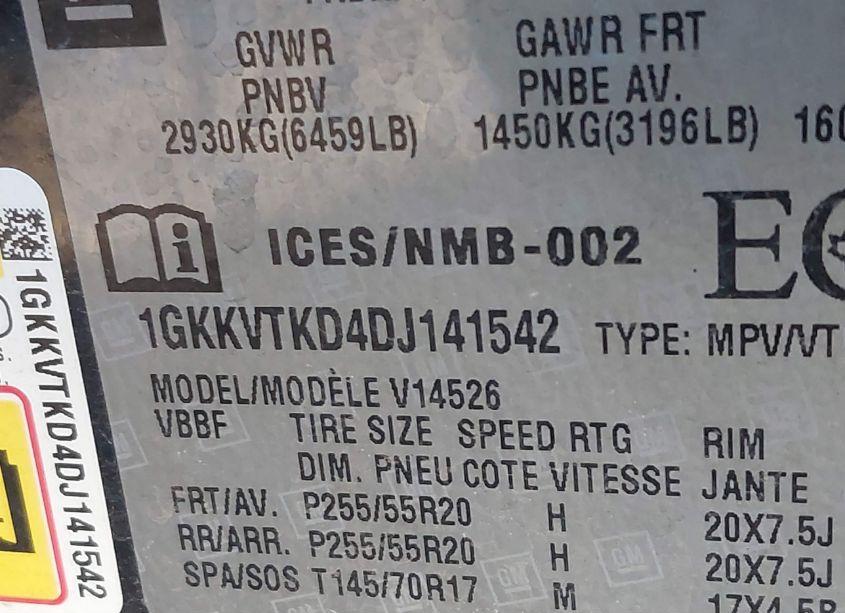 GVWR GAWR FRT
PNBV PNBE AV.
2930KG(6459LB) 1450KG(3196LB)
ICES/NMB-002
1GKKVTKD4DJ141542 TYPE: MPV/VT
MODEL/MODÈLE V14526
VBBF TIRE SIZE SPEED RTG RIM
DIM. PNEU COTE VITESSE JANTE
FRT/AV. P255/55R20 H 20X7.5J
RR/ARR. P255/55R20 H 20X7.5J
SPA/SOS T145/70R17 M
1GKKVTKD4DJ141542
GM
GM